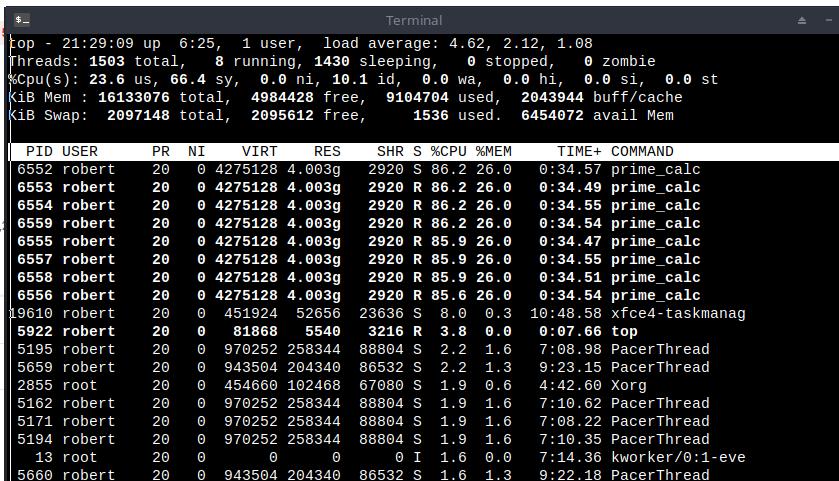 Terminal
top - 21:29:09 up  6:25,  1 user,  load average: 4.62, 2.12, 1.08
Threads: 1503 total,   8 running, 1430 sleeping,   0 stopped,   0 zombie
%Cpu(s): 23.6 us, 66.4 sy,  0.0 ni, 10.1 id,  0.0 wa,  0.0 hi,  0.0 si,  0.0 st
KiB Mem : 16133076 total,  4984428 free,  9104704 used,  2043944 buff/cache
KiB Swap:  2097148 total,  2095612 free,     1536 used.  6454072 avail Mem
PID USER      PR  NI    VIRT    RES    SHR S %CPU %MEM     TIME+ COMMAND
6552 robert    20   0 4275128 4.003g   2920 S 86.2 26.0   0:34.57 prime_calc
6553 robert    20   0 4275128 4.003g   2920 R 86.2 26.0   0:34.49 prime_calc
6554 robert    20   0 4275128 4.003g   2920 R 86.2 26.0   0:34.55 prime_calc
6559 robert    20   0 4275128 4.003g   2920 R 86.2 26.0   0:34.54 prime_calc
6555 robert    20   0 4275128 4.003g   2920 R 85.9 26.0   0:34.47 prime_calc
6557 robert    20   0 4275128 4.003g   2920 R 85.9 26.0   0:34.55 prime_calc
6558 robert    20   0 4275128 4.003g   2920 R 85.9 26.0   0:34.51 prime_calc
6556 robert    20   0 4275128 4.003g   2920 R 85.6 26.0   0:34.54 prime_calc
19610 robert    20   0  451924  52656  23636 S  8.0  0.3  10:48.58 xfce4-taskmanag
5922 robert    20   0   81868   5540   3216 R  3.8  0.0   0:07.66 top
5195 robert    20   0  970252 258344  88804 S  2.2  1.6   7:08.98 PacerThread
5659 robert    20   0  943504 204340  86532 S  2.2  1.3   9:23.15 PacerThread
2855 root      20   0  454660 102468  67080 S  1.9  0.6   4:42.60 Xorg
5162 robert    20   0  970252 258344  88804 S  1.9  1.6   7:10.62 PacerThread
5171 robert    20   0  970252 258344  88804 S  1.9  1.6   7:08.22 PacerThread
5194 robert    20   0  970252 258344  88804 S  1.9  1.6   7:10.35 PacerThread
13 root      20   0       0      0      0 I  1.6  0.0   7:14.36 kworker/0:1-eve
5660 robert    20   0  943504 204340  86532 S  1.6  1.3   9:22.18 PacerThread